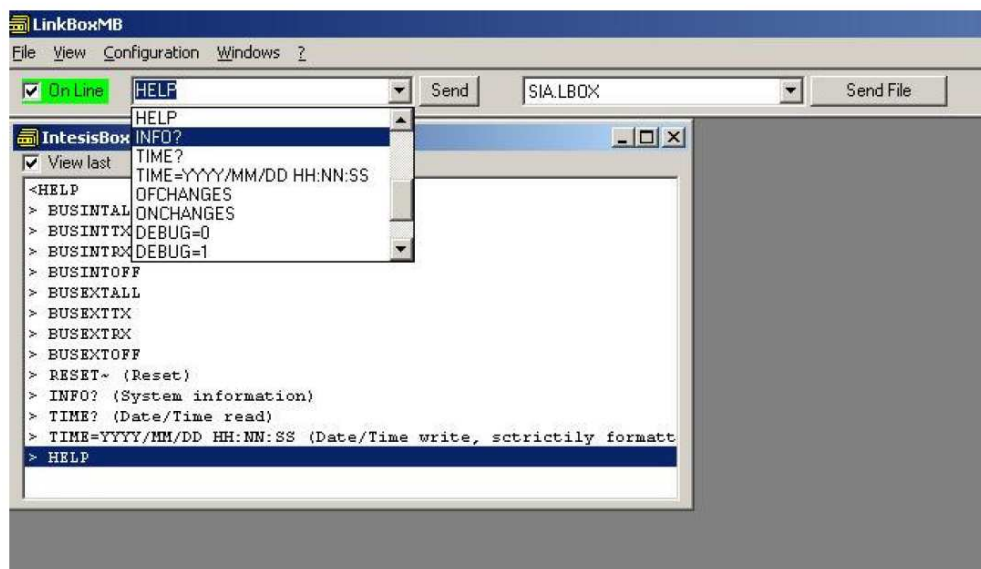 LinkBoxMB
File View Configuration Windows ?
On Line HELP Send SIA.LBOX Send File
HELP
INFO?
TIME?
TIME=YYYY/MM/DD HH:NN:SS
OFCHANGES
ONCHANGES
DEBUG=0
DEBUG=1
IntesisBox
View last
<HELP
> BUSINTAL
> BUSINTTX
> BUSINTRX
> BUSINTOFF
> BUSEXTALL
> BUSEXTTX
> BUSEXTRX
> BUSEXTOFF
> RESET~ (Reset)
> INFO? (System information)
> TIME? (Date/Time read)
> TIME=YYYY/MM/DD HH:NN:SS (Date/Time write, sctrictily formatt
> HELP